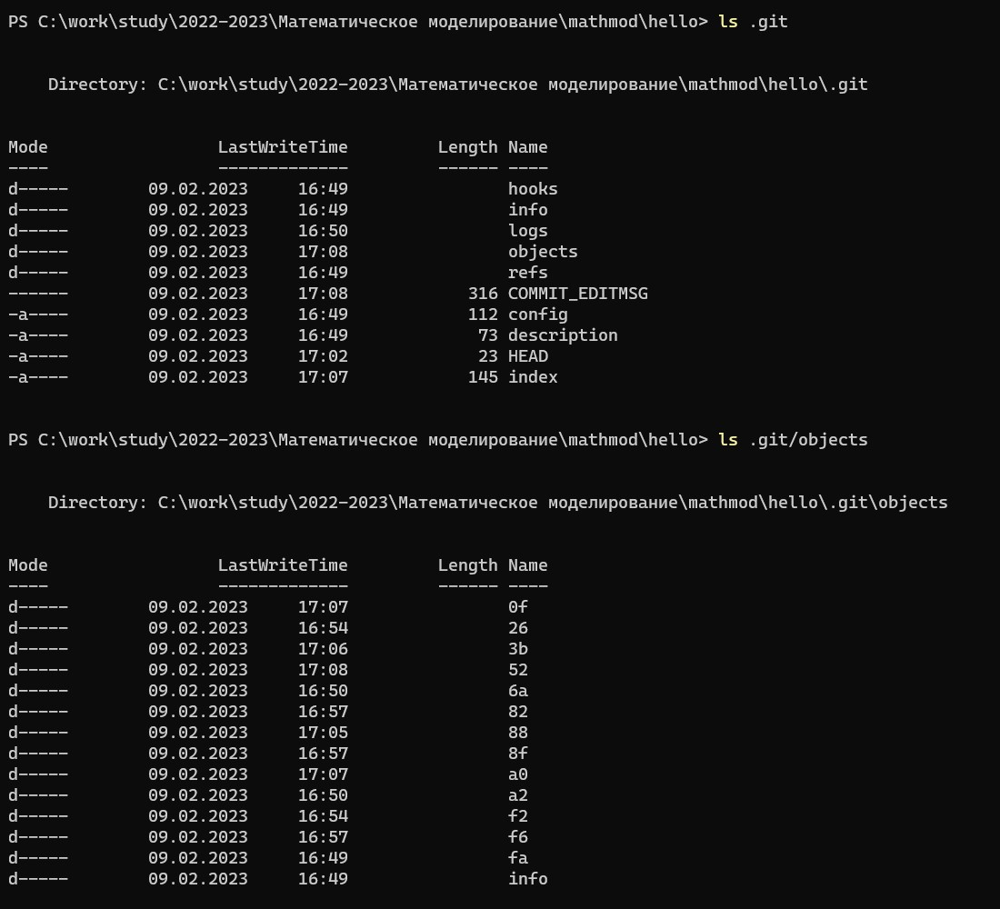 PS C:\work\study\2022-2023\Математическое моделирование\mathmod\hello> ls .git
Directory: C:\work\study\2022-2023\Математическое моделирование\mathmod\hello\.git
Mode LastWriteTime Length Name
---- ------------- ------ ----
d----- 09.02.2023 16:49 hooks
d----- 09.02.2023 16:49 info
d----- 09.02.2023 16:50 logs
d----- 09.02.2023 17:08 objects
d----- 09.02.2023 16:49 refs
------ 09.02.2023 17:08 316 COMMIT_EDITMSG
-a---- 09.02.2023 16:49 112 config
-a---- 09.02.2023 16:49 73 description
-a---- 09.02.2023 17:02 23 HEAD
-a---- 09.02.2023 17:07 145 index
PS C:\work\study\2022-2023\Математическое моделирование\mathmod\hello> ls .git/objects
Directory: C:\work\study\2022-2023\Математическое моделирование\mathmod\hello\.git\objects
Mode LastWriteTime Length Name
---- ------------- ------ ----
d----- 09.02.2023 17:07 0f
d----- 09.02.2023 16:54 26
d----- 09.02.2023 17:06 3b
d----- 09.02.2023 17:08 52
d----- 09.02.2023 16:50 6a
d----- 09.02.2023 16:57 82
d----- 09.02.2023 17:05 88
d----- 09.02.2023 16:57 8f
d----- 09.02.2023 17:07 a0
d----- 09.02.2023 16:50 a2
d----- 09.02.2023 16:54 f2
d----- 09.02.2023 16:57 f6
d----- 09.02.2023 16:49 fa
d----- 09.02.2023 16:49 info